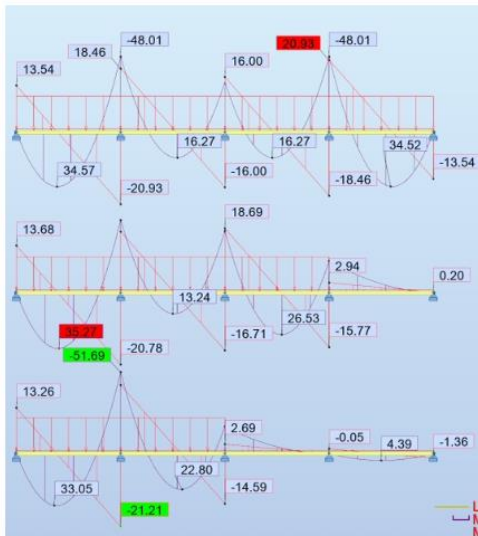 18.46 -48.01 20.93 -48.01
13.54 16.00
34.57 16.27 16.27 34.52
-20.93 -16.00 -18.46 -13.54
13.68 18.69
2.94 0.20
13.24 26.53
35.27 -16.71 -15.77
-51.69 -20.78
13.26 2.69 -0.05 4.39 -1.36
33.05 22.80
-14.59
-21.21
L
M